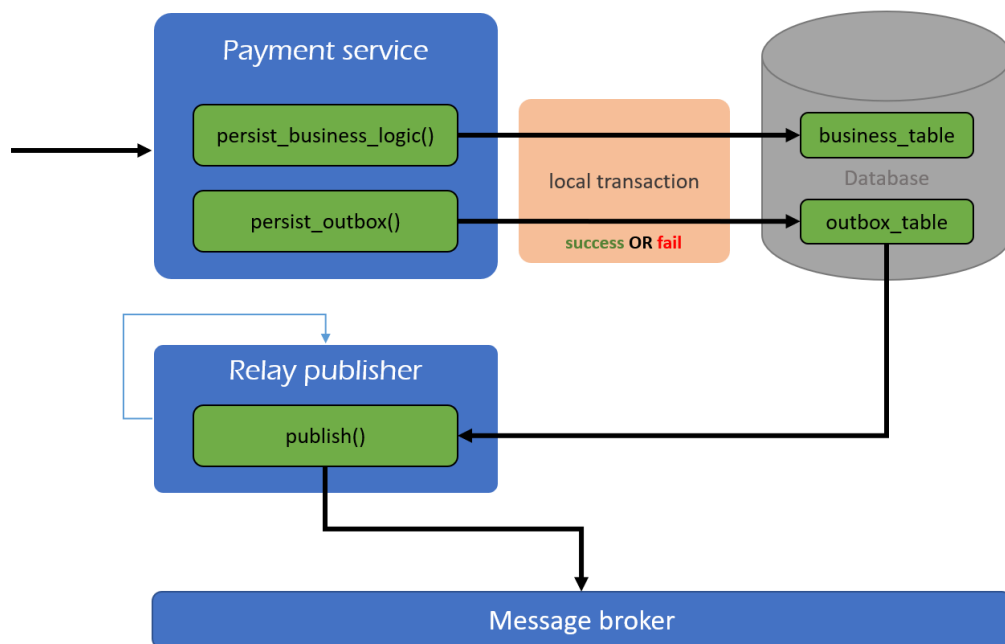 Payment service
persist_business_logic()
business_table
local transaction
Database
persist_outbox()
outbox_table
success OR fail
Relay publisher
publish()
Message broker